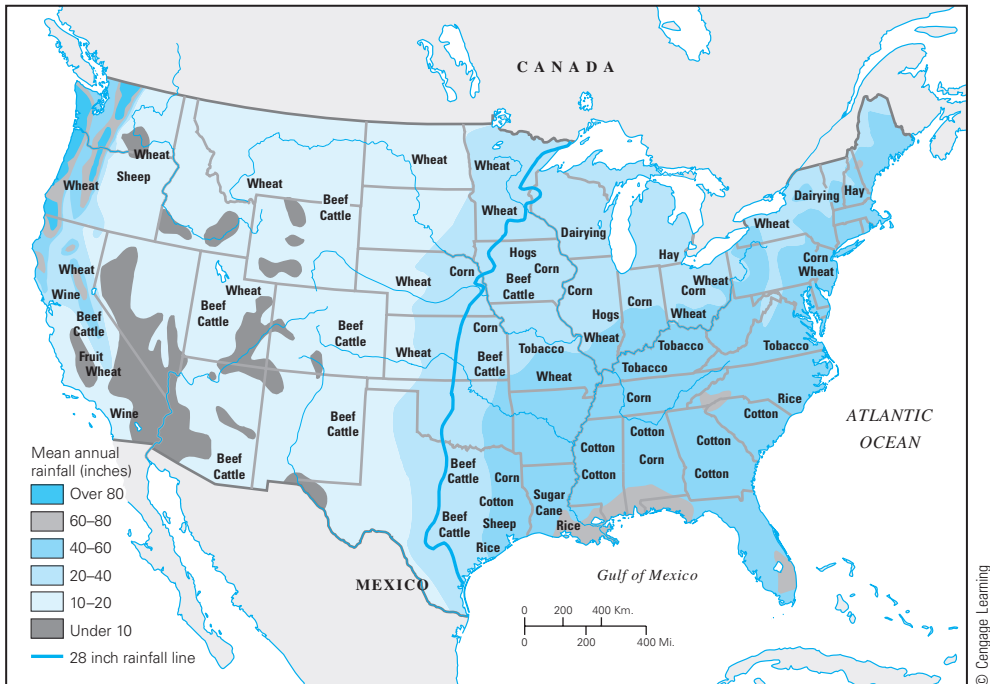 CANADA
Wheat
Sheep
Wheat
Wheat
Beef
Cattle
Wheat
Wheat
Wheat
Dairying
Hay
Dairying
Hay
Wheat
Corn
Wheat
Hogs
Corn
Beef
Cattle
Corn
Wheat
Corn
Hogs
Wheat
Corn
Wheat
Corn
Wheat
Wheat
Wine
Beef
Cattle
Fruit
Wheat
Wine
Wheat
Beef
Cattle
Beef
Cattle
Wheat
Corn
Beef
Cattle
Tobacco
Wheat
Tobacco
Tobacco
Tobacco
Corn
Rice
Cotton
Cotton
Cotton
Cotton
Corn
Cotton
Cotton
Beef
Cattle
Beef
Cattle
Beef
Cattle
Corn
Cotton
Beef
Cattle
Sheep
Rice
Sugar
Cane
Rice
ATLANTIC
OCEAN
MEXICO
Gulf of Mexico
0 200 400 Km.
0 200 400 Mi.
Mean annual
rainfall (inches)
Over 80
60–80
40–60
20–40
10–20
Under 10
28 inch rainfall line
© Cengage Learning